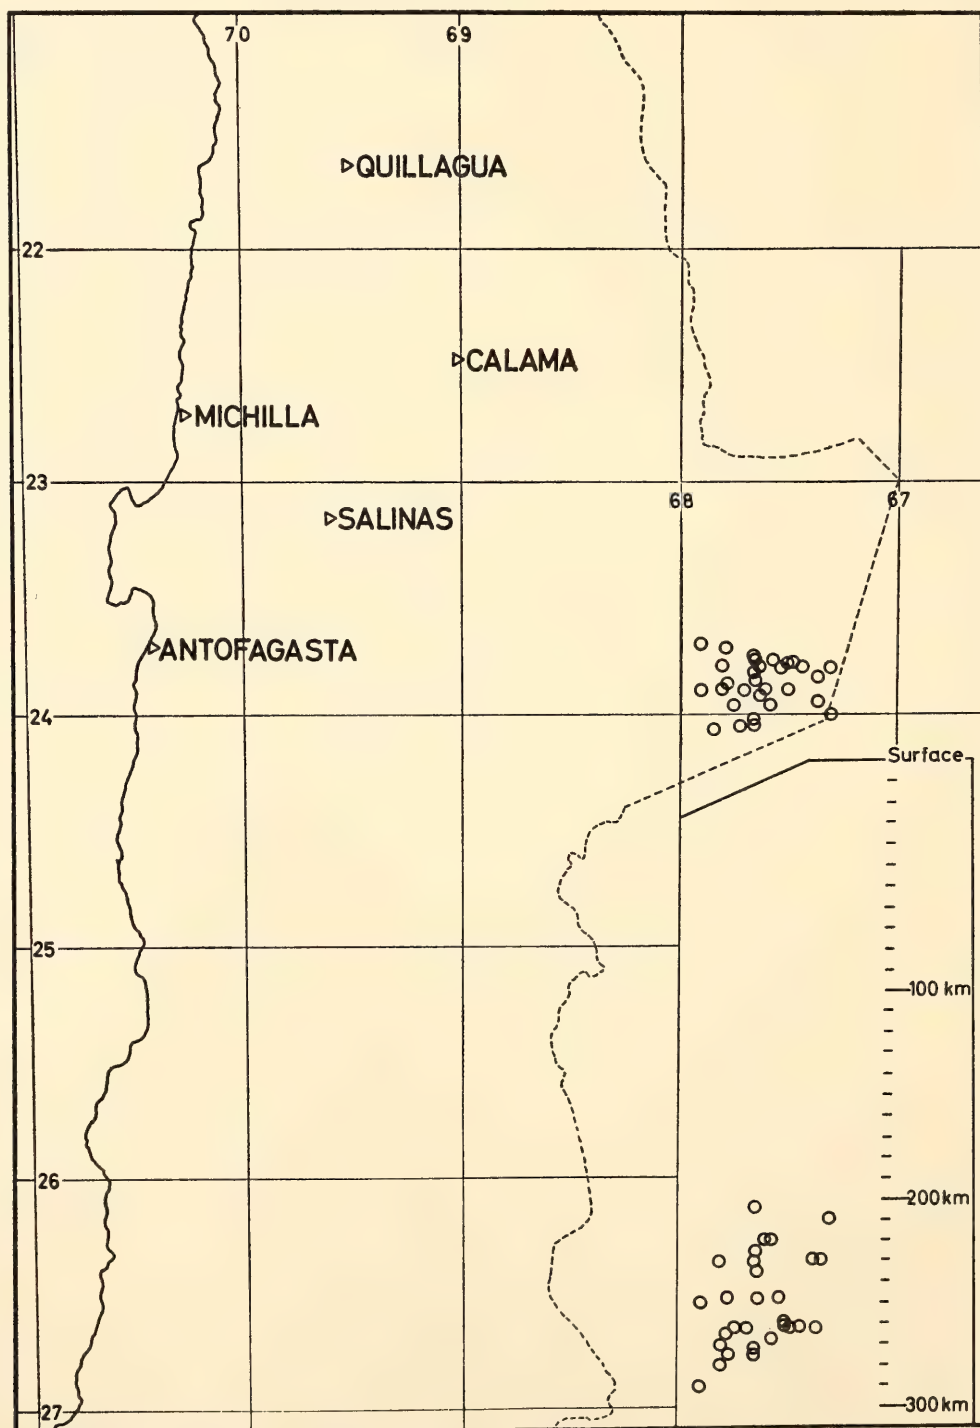 70
69
QUILLAGUA
22
CALAMA
MICHILLA
23
68
67
SALINAS
ANTOFAGASTA
24
Surface
25
100 km
26
200 km
27
300 km